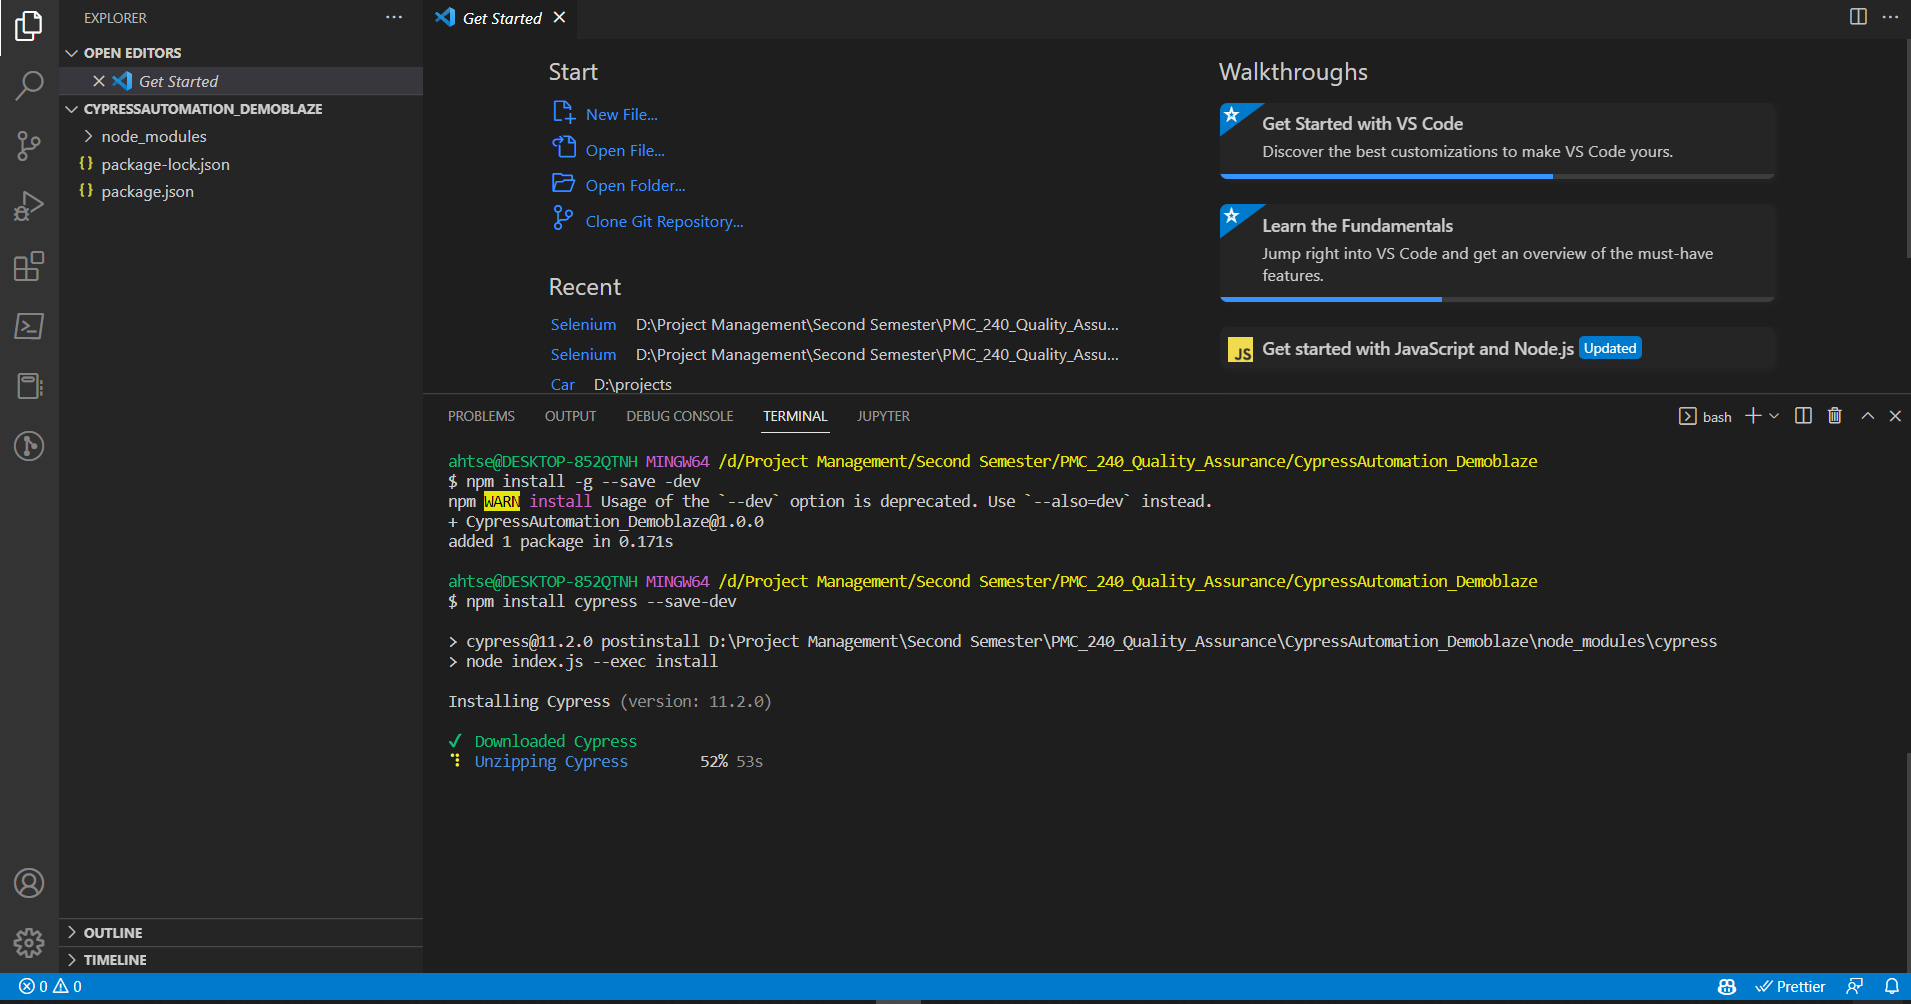 EXPLORER
OPEN EDITORS
Get Started
CYPRESSAUTOMATION_DEMOBLAZE
node_modules
{} package-lock.json
{} package.json
OUTLINE
TIMELINE
Get Started
Start
New File...
Open File...
Open Folder...
Clone Git Repository...
Recent
Selenium D:\Project Management\Second Semester\PMC_240_Quality_Assu...
Selenium D:\Project Management\Second Semester\PMC_240_Quality_Assu...
Car D:\projects
Walkthroughs
Get Started with VS Code
Discover the best customizations to make VS Code yours.
Learn the Fundamentals
Jump right into VS Code and get an overview of the must-have
features.
JS Get started with JavaScript and Node.js Updated
PROBLEMS OUTPUT DEBUG CONSOLE TERMINAL JUPYTER bash
ahtse@DESKTOP-852QTNH MINGW64 /d/Project Management/Second Semester/PMC_240_Quality_Assurance/CypressAutomation_Demoblaze
$ npm install -g --save -dev
npm WARN install Usage of the `--dev` option is deprecated. Use `--also=dev` instead.
+ CypressAutomation_Demoblaze@1.0.0
added 1 package in 0.171s
ahtse@DESKTOP-852QTNH MINGW64 /d/Project Management/Second Semester/PMC_240_Quality_Assurance/CypressAutomation_Demoblaze
$ npm install cypress --save-dev
> cypress@11.2.0 postinstall D:\Project Management\Second Semester\PMC_240_Quality_Assurance\CypressAutomation_Demoblaze\node_modules\cypress
> node index.js --exec install
Installing Cypress (version: 11.2.0)
✓ Downloaded Cypress
Unzipping Cypress 52% 53s
0 0 Prettier